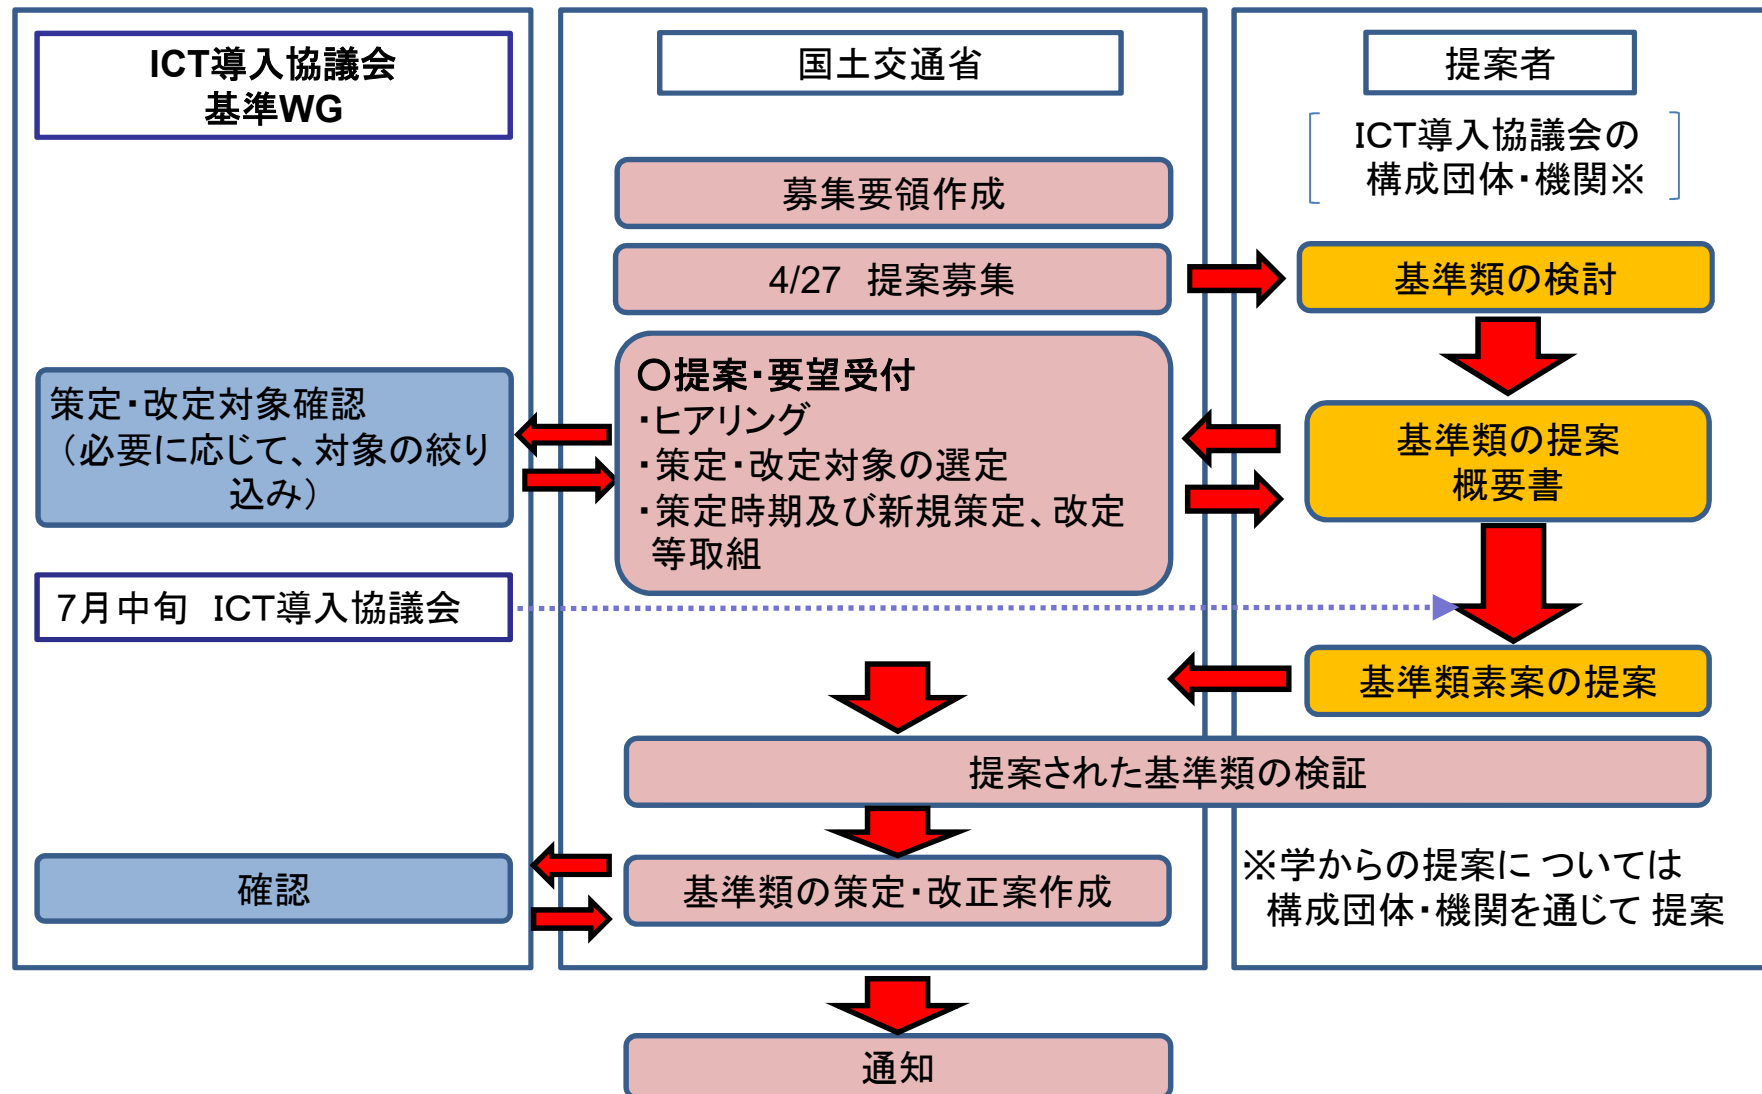 ICT導入協議会
基準WG
国土交通省
提案者
ICT導入協議会の
構成団体・機関※
募集要領作成
4/27 提案募集
基準類の検討
〇提案・要望受付
・ヒアリング
・策定・改定対象の選定
・策定時期及び新規策定、改定
等取組
策定・改定対象確認
（必要に応じて、対象の絞り
込み）
基準類の提案
概要書
7月中旬 ICT導入協議会
基準類素案の提案
提案された基準類の検証
確認
基準類の策定・改正案作成
※学からの提案に ついては
構成団体・機関を通じて 提案
通知